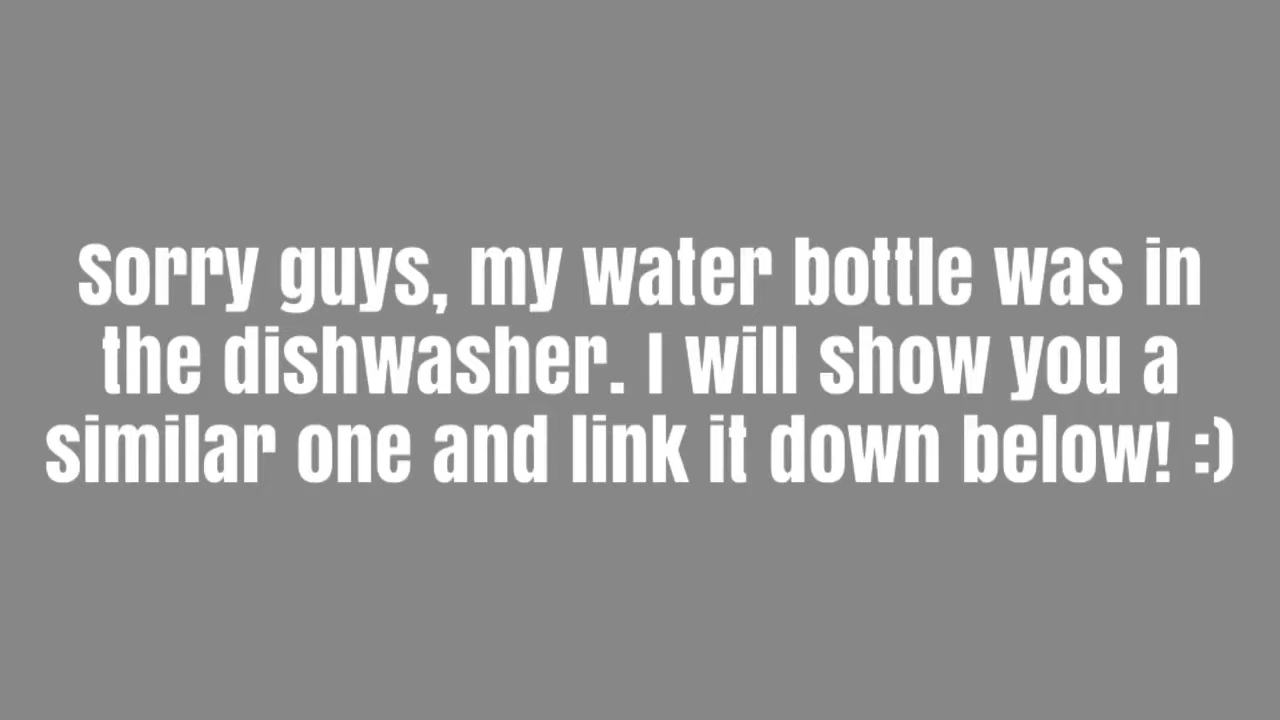 Sorry guys, my water bottle was in
the dishwasher. I will show you a
similar one and link it down below! :)